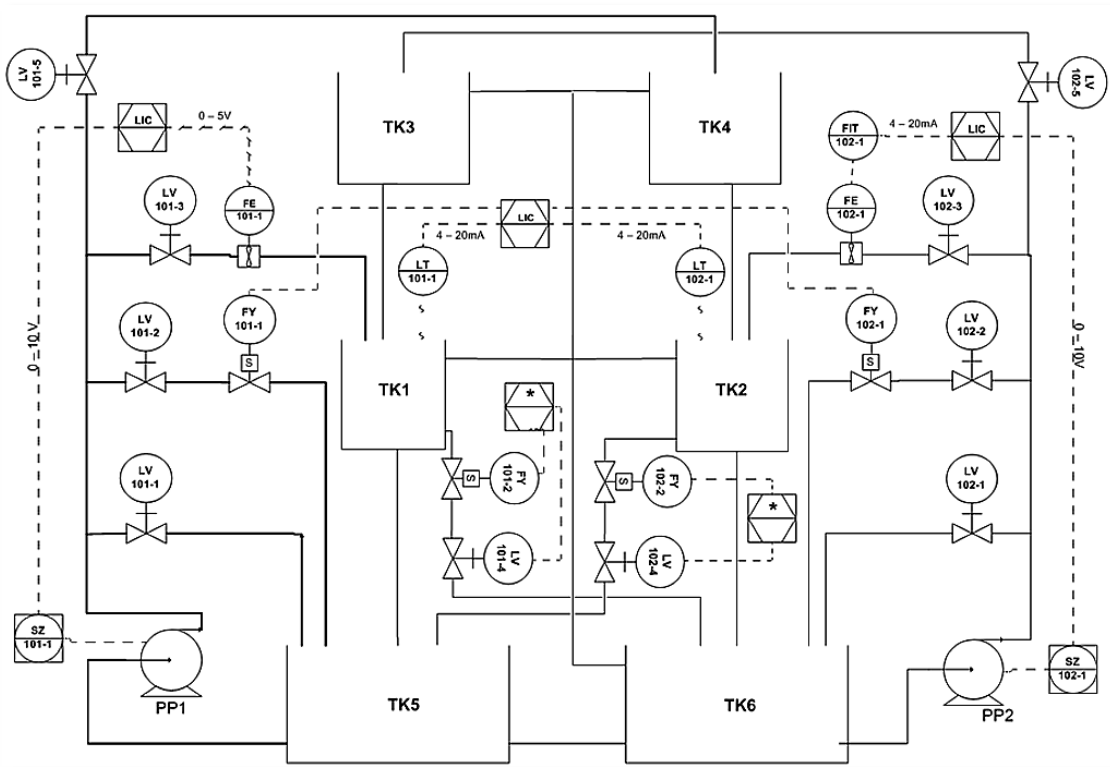 LV
101-5
LV
102-5
TK3
TK4
LIC
0 – 5V
FIT
102-1
4 – 20mA
LIC
LV
101-3
FE
101-1
LIC
FE
102-1
LV
102-3
4 – 20mA
4 – 20mA
LT
101-1
LT
102-1
LV
101-2
FY
101-1
FY
102-1
LV
102-2
0 – 10 V
0 – 10V
S
S
TK1
TK2
*
LV
101-1
S
FY
101-2
S
FY
102-2
LV
102-1
*
LV
101-4
LV
102-4
SZ
101-1
SZ
102-1
TK5
TK6
PP1
PP2